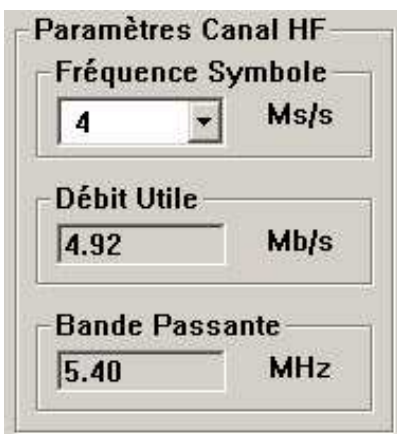 Paramètres Canal HF
Fréquence Symbole
4 Ms/s
Débit Utile
4.92 Mb/s
Bande Passante
5.40 MHz